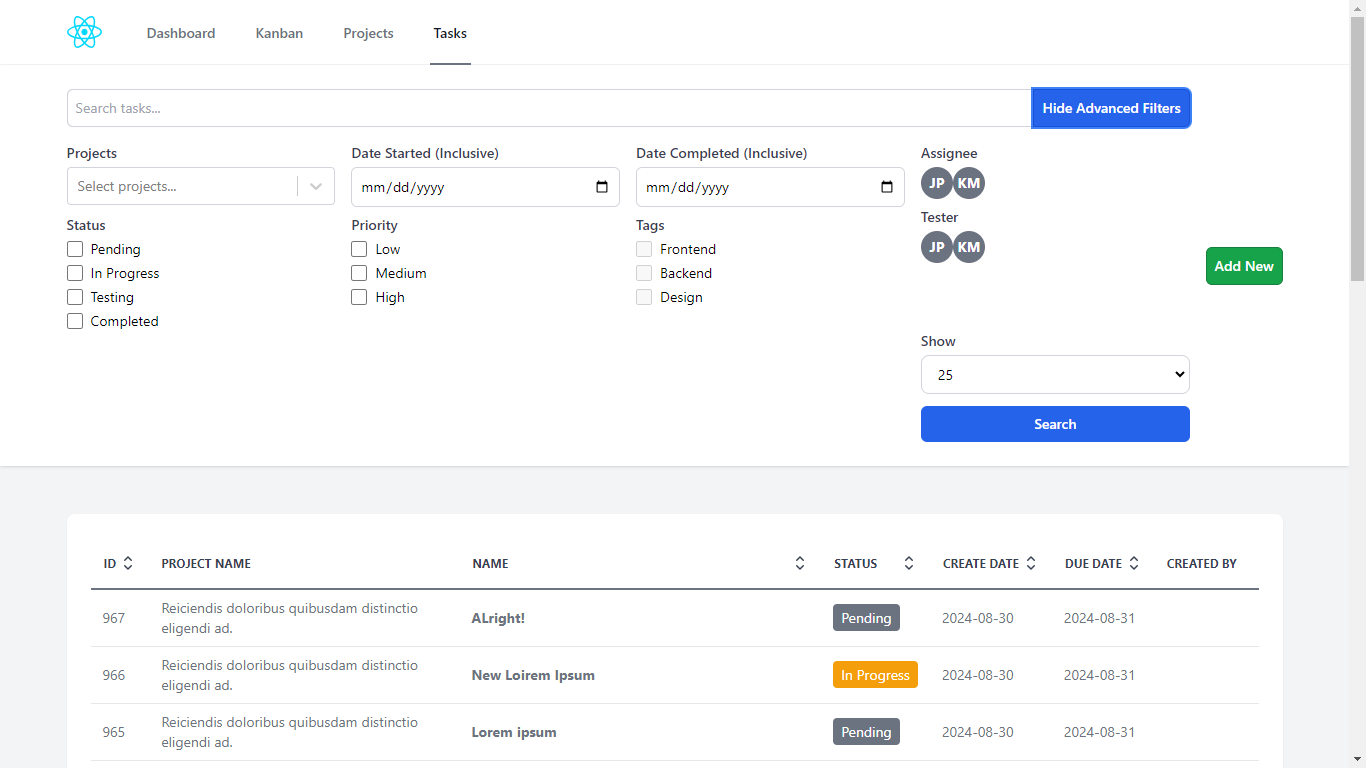 Dashboard Kanban Projects Tasks
Search tasks... Hide Advanced Filters
Projects Date Started (Inclusive) Date Completed (Inclusive) Assignee
Select projects... mm/dd/yyyy mm/dd/yyyy JP KM
Tester
Status Priority Tags
JP KM
Pending Low Frontend
In Progress Medium Backend Add New
Testing High Design
Completed
Show
25
Search
ID PROJECT NAME NAME STATUS CREATE DATE DUE DATE CREATED BY
967 Reiciendis doloribus quibusdam distinctio ALright! Pending 2024-08-30 2024-08-31
eligendi ad.
966 Reiciendis doloribus quibusdam distinctio New Loirem Ipsum In Progress 2024-08-30 2024-08-31
eligendi ad.
965 Reiciendis doloribus quibusdam distinctio Lorem ipsum Pending 2024-08-30 2024-08-31
eligendi ad.